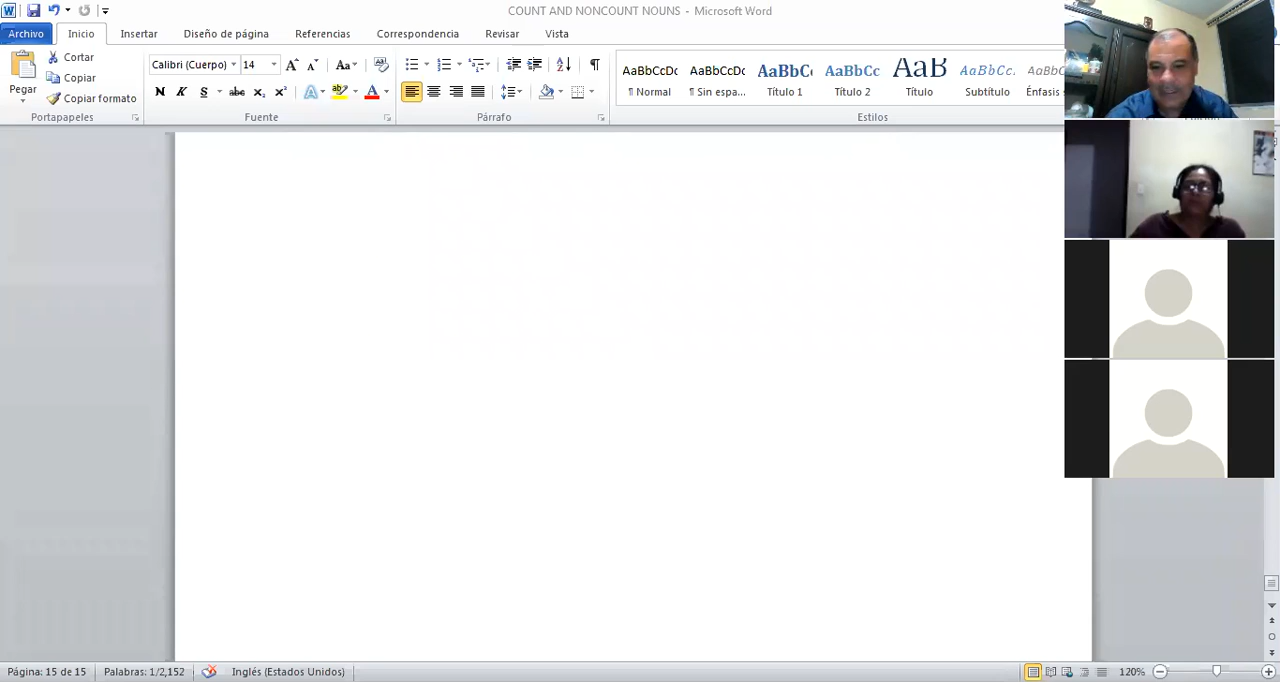 COUNT AND NONCOUNT NOUNS - Microsoft Word
Archivo Inicio Insertar Diseño de página Referencias Correspondencia Revisar Vista
Pegar
Cortar
Copiar
Copiar formato
Portapapeles
Calibri (Cuerpo) 14
Fuente
Párrafo
AaBbCcDc AaBbCcDc AaBbC AaBbCc AaB AaBbCc. AaBbC
¶ Normal ¶ Sin espa... Título 1 Título 2 Título Subtítulo Énfasis
Estilos
Página: 15 de 15 Palabras: 1/2,152 Inglés (Estados Unidos) 120%